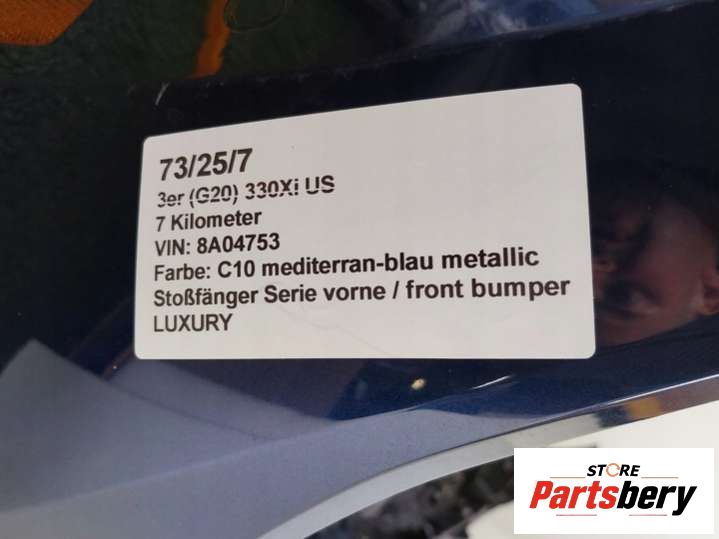 73/25/7
3er (G20) 330Xi US
7 Kilometer
VIN: 8A04753
Farbe: C10 mediterran-blau metallic
Stoßfänger Serie vorne / front bumper
LUXURY
STORE
Partsbery